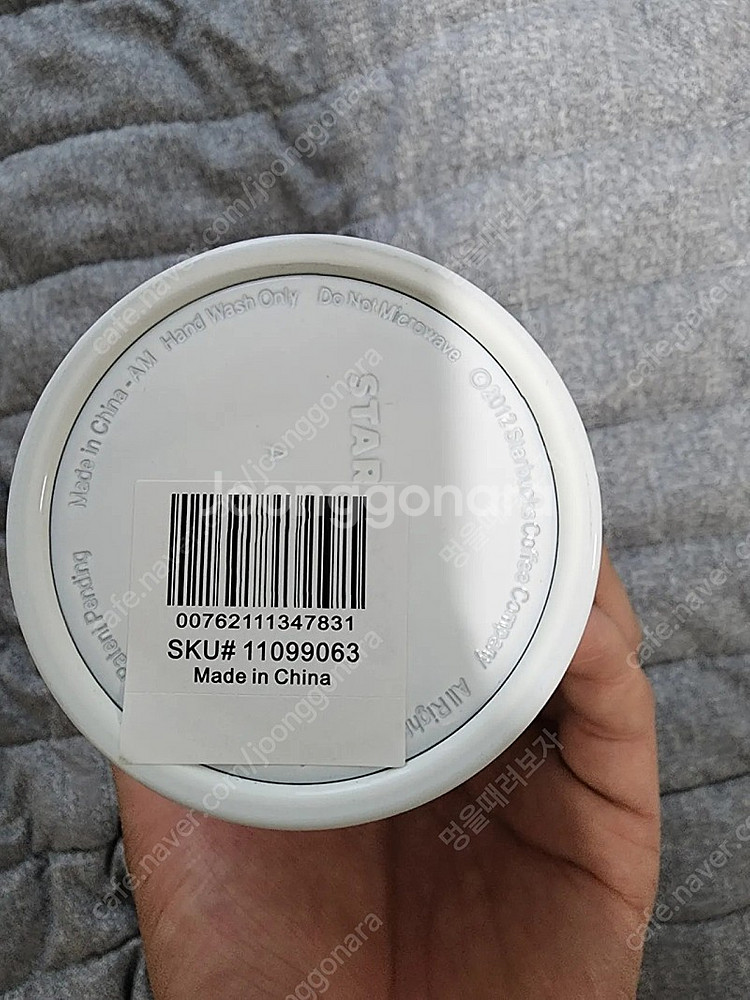 Made in China - AM Hand Wash Only Do Not Microwave ©2012 Starbucks Coffee Company All Righ
Patent Pending
STAR
00762111347831
SKU# 11099063
Made in China
Joonggonara
cafe.naver.com/joonggonara
멍을때려보자